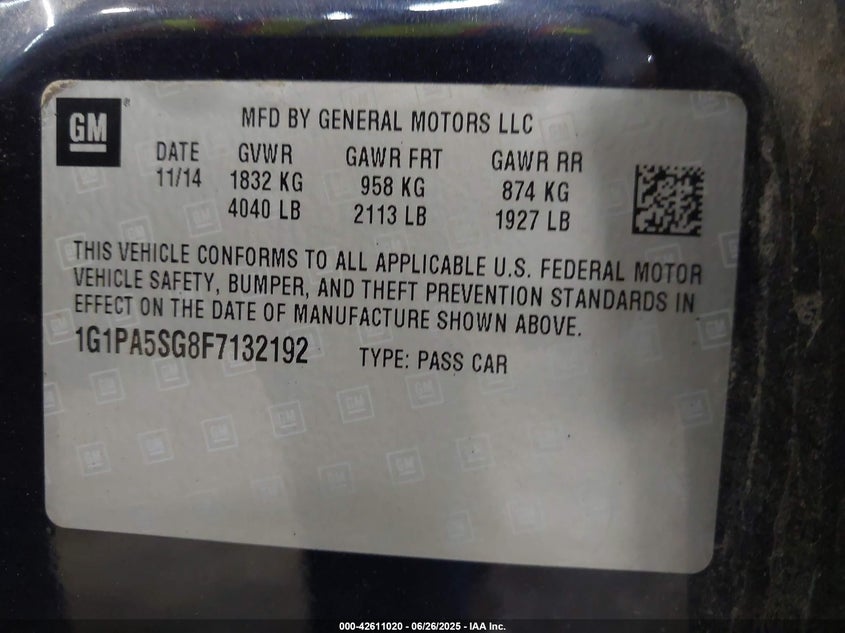 GM
MFD BY GENERAL MOTORS LLC
DATE GVWR GAWR FRT GAWR RR
11/14 1832 KG 958 KG 874 KG
4040 LB 2113 LB 1927 LB
THIS VEHICLE CONFORMS TO ALL APPLICABLE U.S. FEDERAL MOTOR
VEHICLE SAFETY, BUMPER, AND THEFT PREVENTION STANDARDS IN
EFFECT ON THE DATE OF MANUFACTURE SHOWN ABOVE.
1G1PA5SG8F7132192 TYPE: PASS CAR
000-42611020 - 06/26/2025 - IAA Inc.